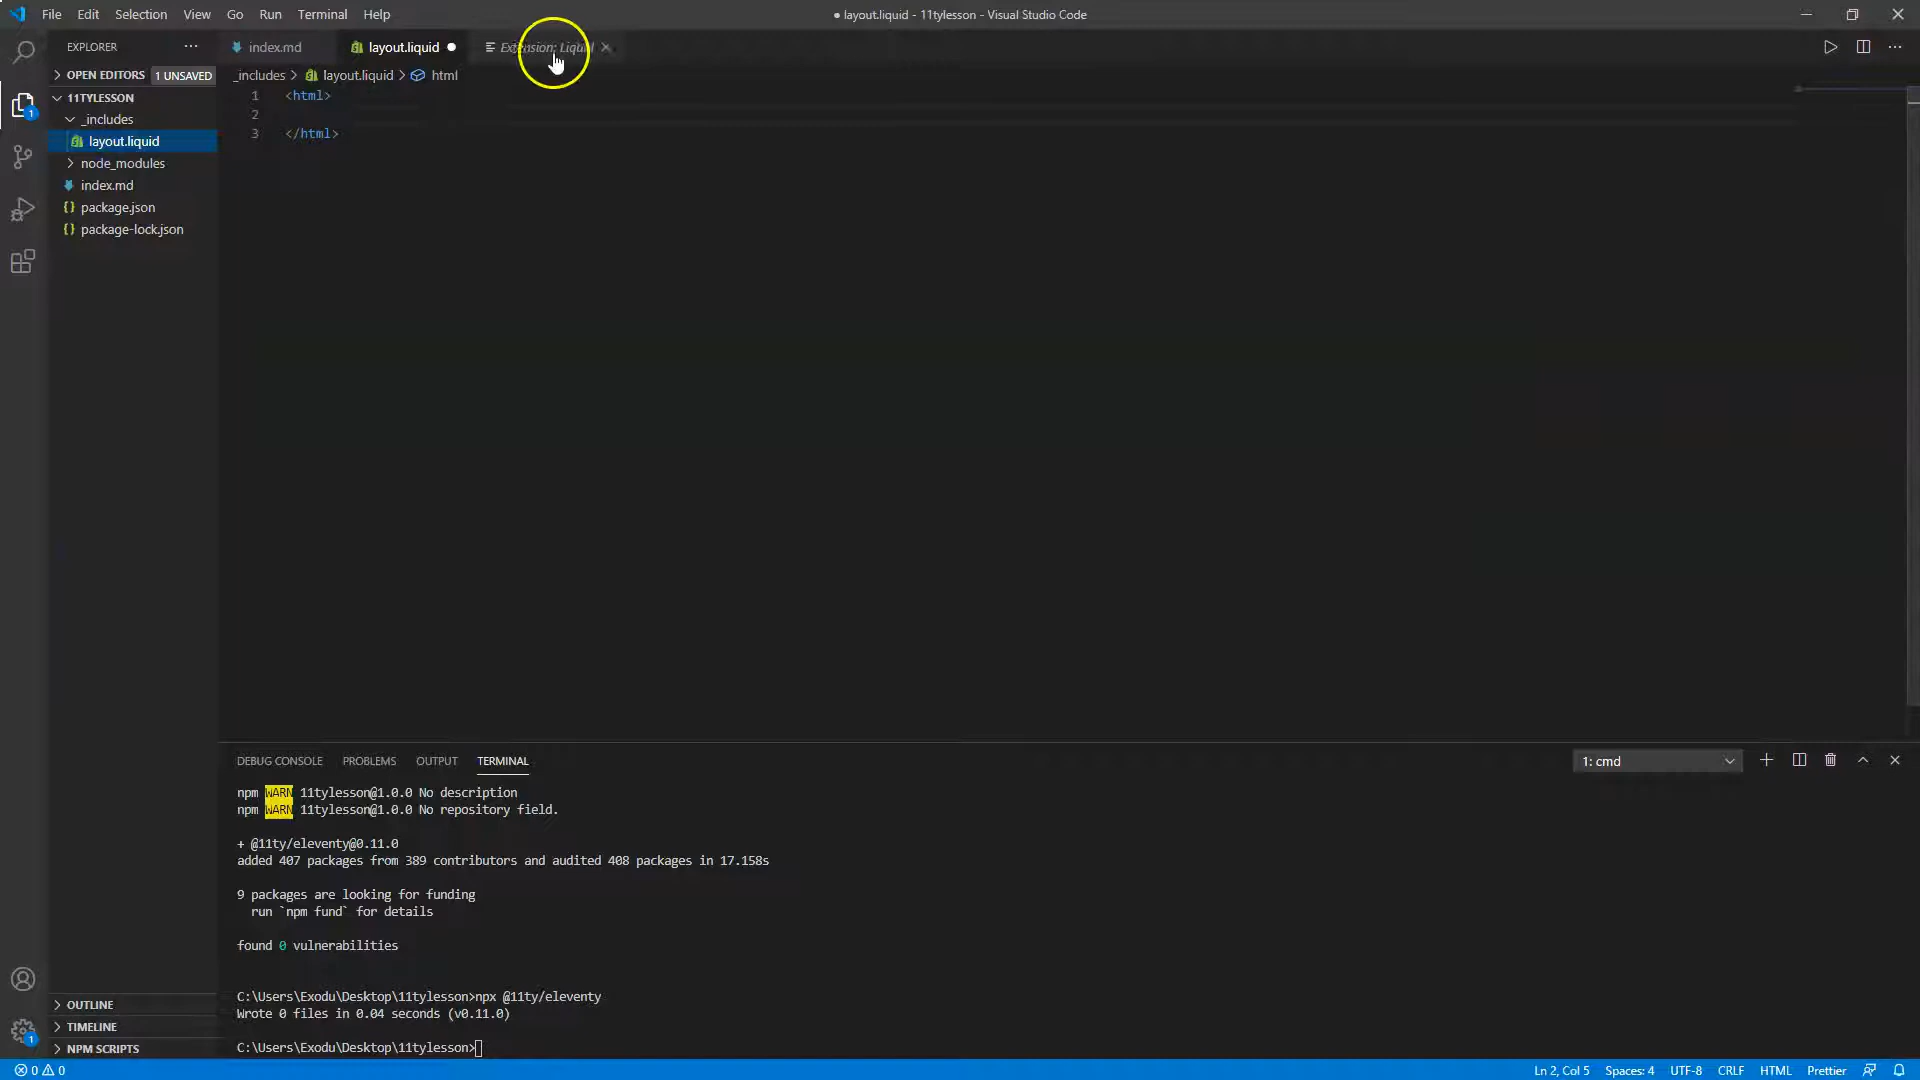 File Edit Selection View Go Run Terminal Help
● layout.liquid - 11tylesson - Visual Studio Code
EXPLORER
index.md
layout.liquid
Extension: Liquid
OPEN EDITORS 1 UNSAVED
_includes > layout.liquid > html
11TYLESSON
_includes
layout.liquid
node_modules
index.md
package.json
package-lock.json
1 <html>
2
3 </html>
DEBUG CONSOLE PROBLEMS OUTPUT TERMINAL
1: cmd
npm WARN 11tylesson@1.0.0 No description
npm WARN 11tylesson@1.0.0 No repository field.
+ @11ty/eleventy@0.11.0
added 407 packages from 389 contributors and audited 408 packages in 17.158s
9 packages are looking for funding
run `npm fund` for details
found 0 vulnerabilities
C:\Users\Exodu\Desktop\11tylesson>npx @11ty/eleventy
Wrote 0 files in 0.04 seconds (v0.11.0)
C:\Users\Exodu\Desktop\11tylesson>
OUTLINE
TIMELINE
NPM SCRIPTS
1
1
0 0
Ln 2, Col 5 Spaces: 4 UTF-8 CRLF HTML Prettier